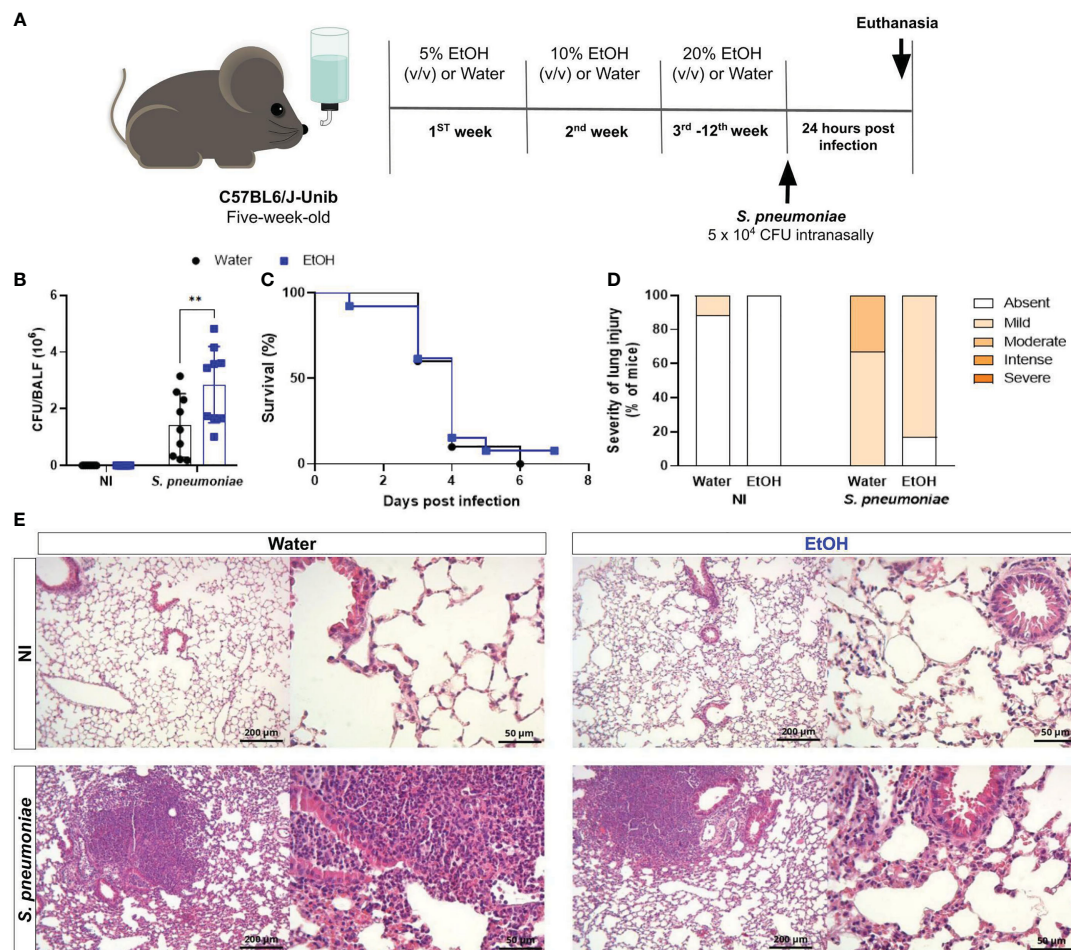 A
Euthanasia
5% EtOH
(v/v) or Water
10% EtOH
(v/v) or Water
20% EtOH
(v/v) or Water
1ST week
2nd week
3rd -12th week
24 hours post
infection
C57BL6/J-Unib
Five-week-old
S. pneumoniae
5 x 10⁴ CFU intranasally
Water
EtOH
B
CFU/BALF (10⁶)
6
4
2
0
**
NI
S. pneumoniae
C
Survival (%)
100
50
0
0
2
4
6
8
Days post infection
D
Severity of lung injury
(% of mice)
100
80
60
40
20
0
Water
EtOH
Water
EtOH
NI
S. pneumoniae
Absent
Mild
Moderate
Intense
Severe
E
Water
EtOH
NI
200 µm
50 µm
200 µm
50 µm
S. pneumoniae
200 µm
50 µm
200 µm
50 µm